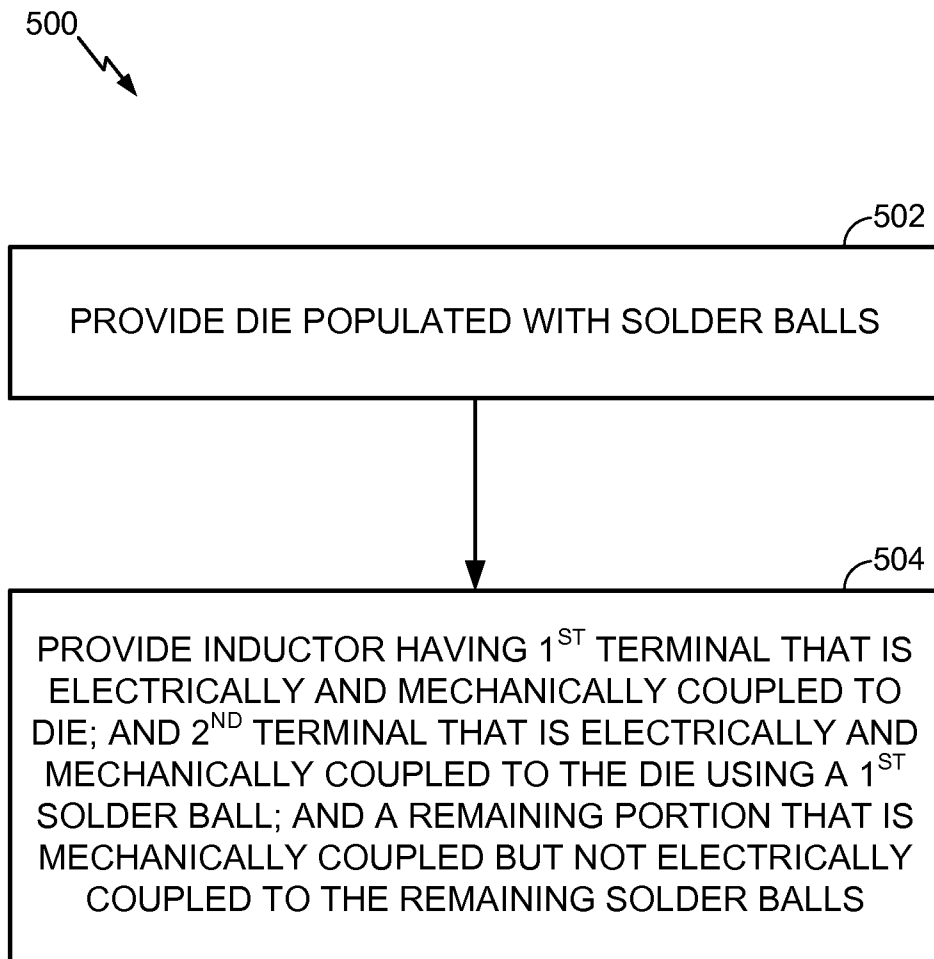 500
502
PROVIDE DIE POPULATED WITH SOLDER BALLS
504
PROVIDE INDUCTOR HAVING 1ST TERMINAL THAT IS
ELECTRICALLY AND MECHANICALLY COUPLED TO
DIE; AND 2ND TERMINAL THAT IS ELECTRICALLY AND
MECHANICALLY COUPLED TO THE DIE USING A 1ST
SOLDER BALL; AND A REMAINING PORTION THAT IS
MECHANICALLY COUPLED BUT NOT ELECTRICALLY
COUPLED TO THE REMAINING SOLDER BALLS